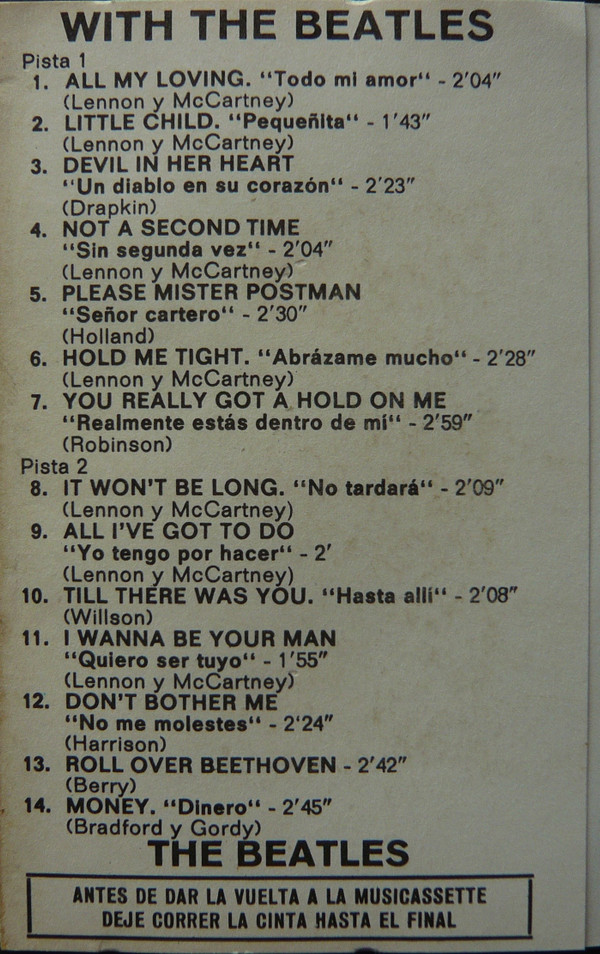 WITH THE BEATLES
Pista 1
1. ALL MY LOVING. "Todo mi amor" - 2'04"
(Lennon y McCartney)
2. LITTLE CHILD. "Pequeñita" - 1'43"
(Lennon y McCartney)
3. DEVIL IN HER HEART
"Un diablo en su corazón" - 2'23"
(Drapkin)
4. NOT A SECOND TIME
"Sin segunda vez" - 2'04"
(Lennon y McCartney)
5. PLEASE MISTER POSTMAN
"Señor cartero" - 2'30"
(Holland)
6. HOLD ME TIGHT. "Abrázame mucho" - 2'28"
(Lennon y McCartney)
7. YOU REALLY GOT A HOLD ON ME
"Realmente estás dentro de mí" - 2'59"
(Robinson)
Pista 2
8. IT WON'T BE LONG. "No tardará" - 2'09"
(Lennon y McCartney)
9. ALL I'VE GOT TO DO
"Yo tengo por hacer" - 2'
(Lennon y McCartney)
10. TILL THERE WAS YOU. "Hasta allí" - 2'08"
(Willson)
11. I WANNA BE YOUR MAN
"Quiero ser tuyo" - 1'55"
(Lennon y McCartney)
12. DON'T BOTHER ME
"No me molestes" - 2'24"
(Harrison)
13. ROLL OVER BEETHOVEN - 2'42"
(Berry)
14. MONEY. "Dinero" - 2'45"
(Bradford y Gordy)
THE BEATLES
ANTES DE DAR LA VUELTA A LA MUSICASSETTE
DEJE CORRER LA CINTA HASTA EL FINAL